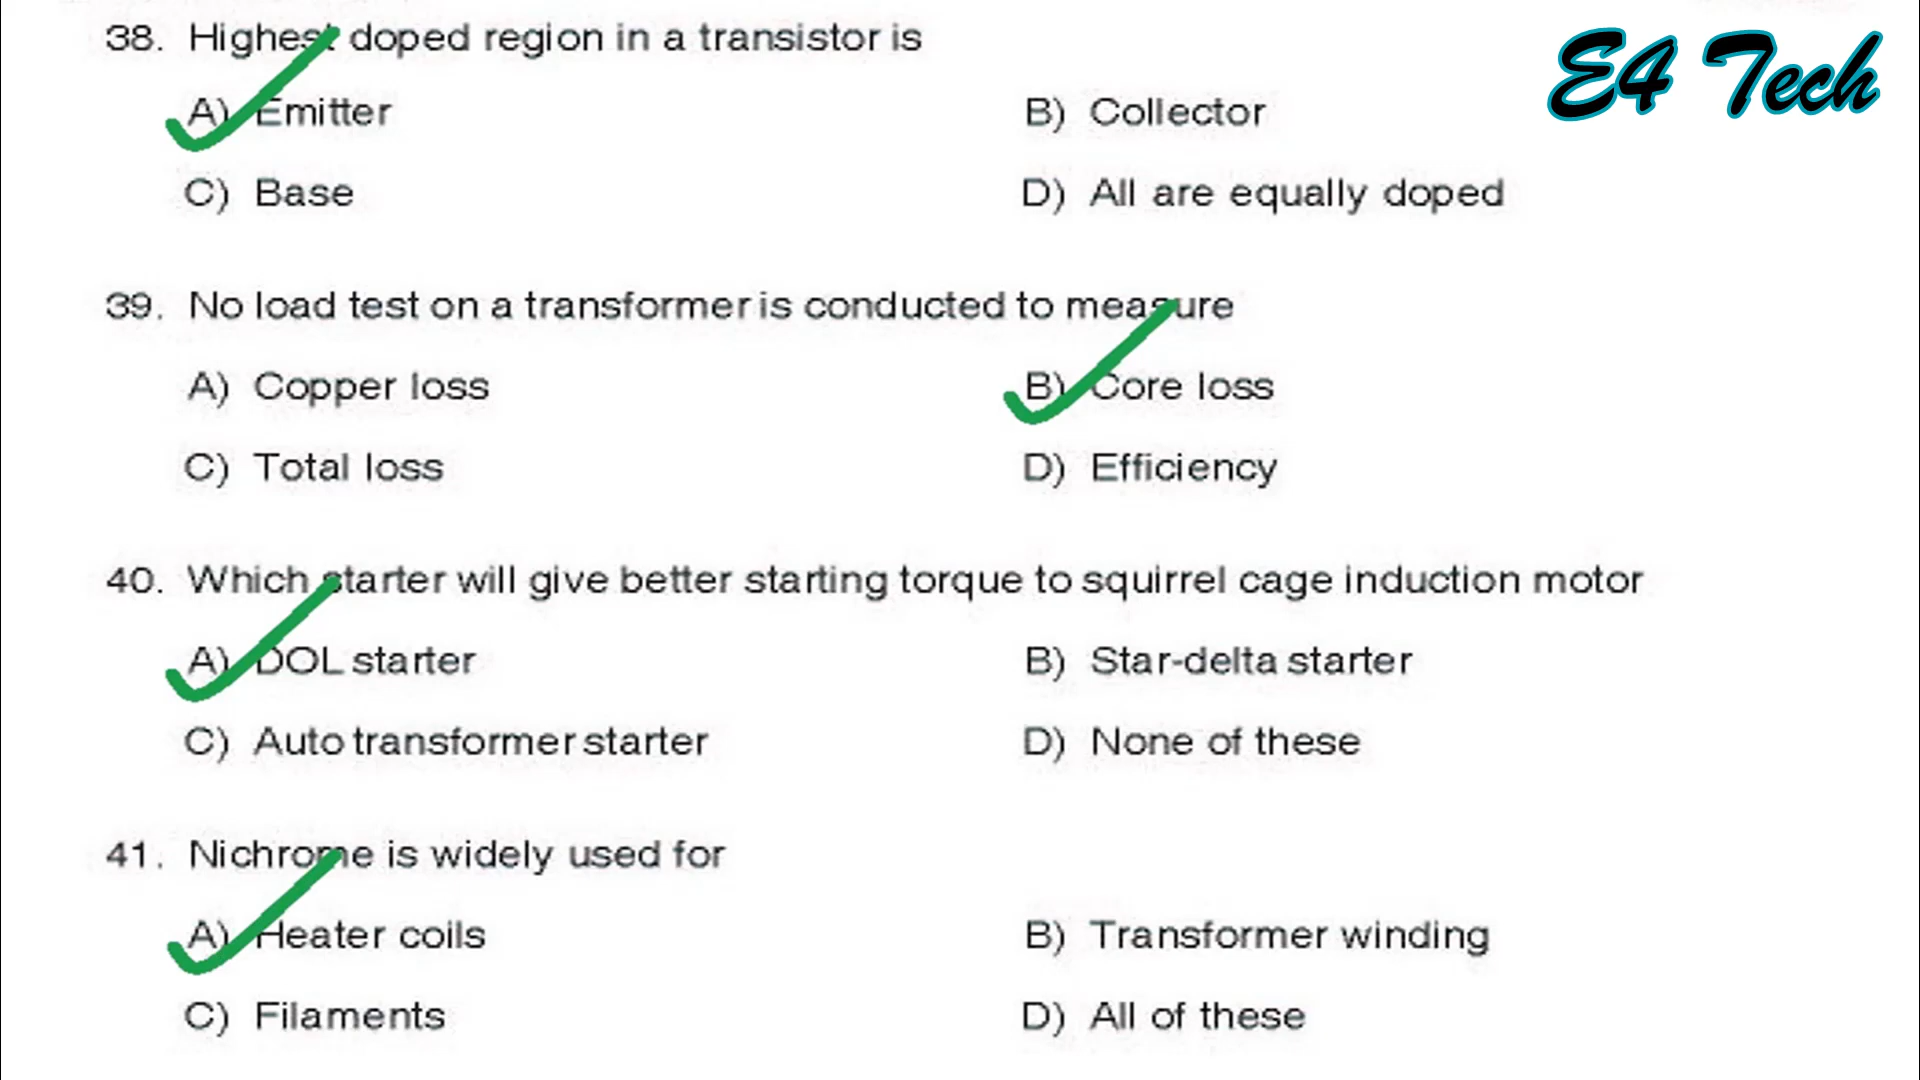 38. Highest doped region in a transistor is
E4 Tech
A) Emitter B) Collector
C) Base D) All are equally doped
39. No load test on a transformer is conducted to measure
A) Copper loss B) Core loss
C) Total loss D) Efficiency
40. Which starter will give better starting torque to squirrel cage induction motor
A) DOL starter B) Star-delta starter
C) Auto transformer starter D) None of these
41. Nichrome is widely used for
A) Heater coils B) Transformer winding
C) Filaments D) All of these